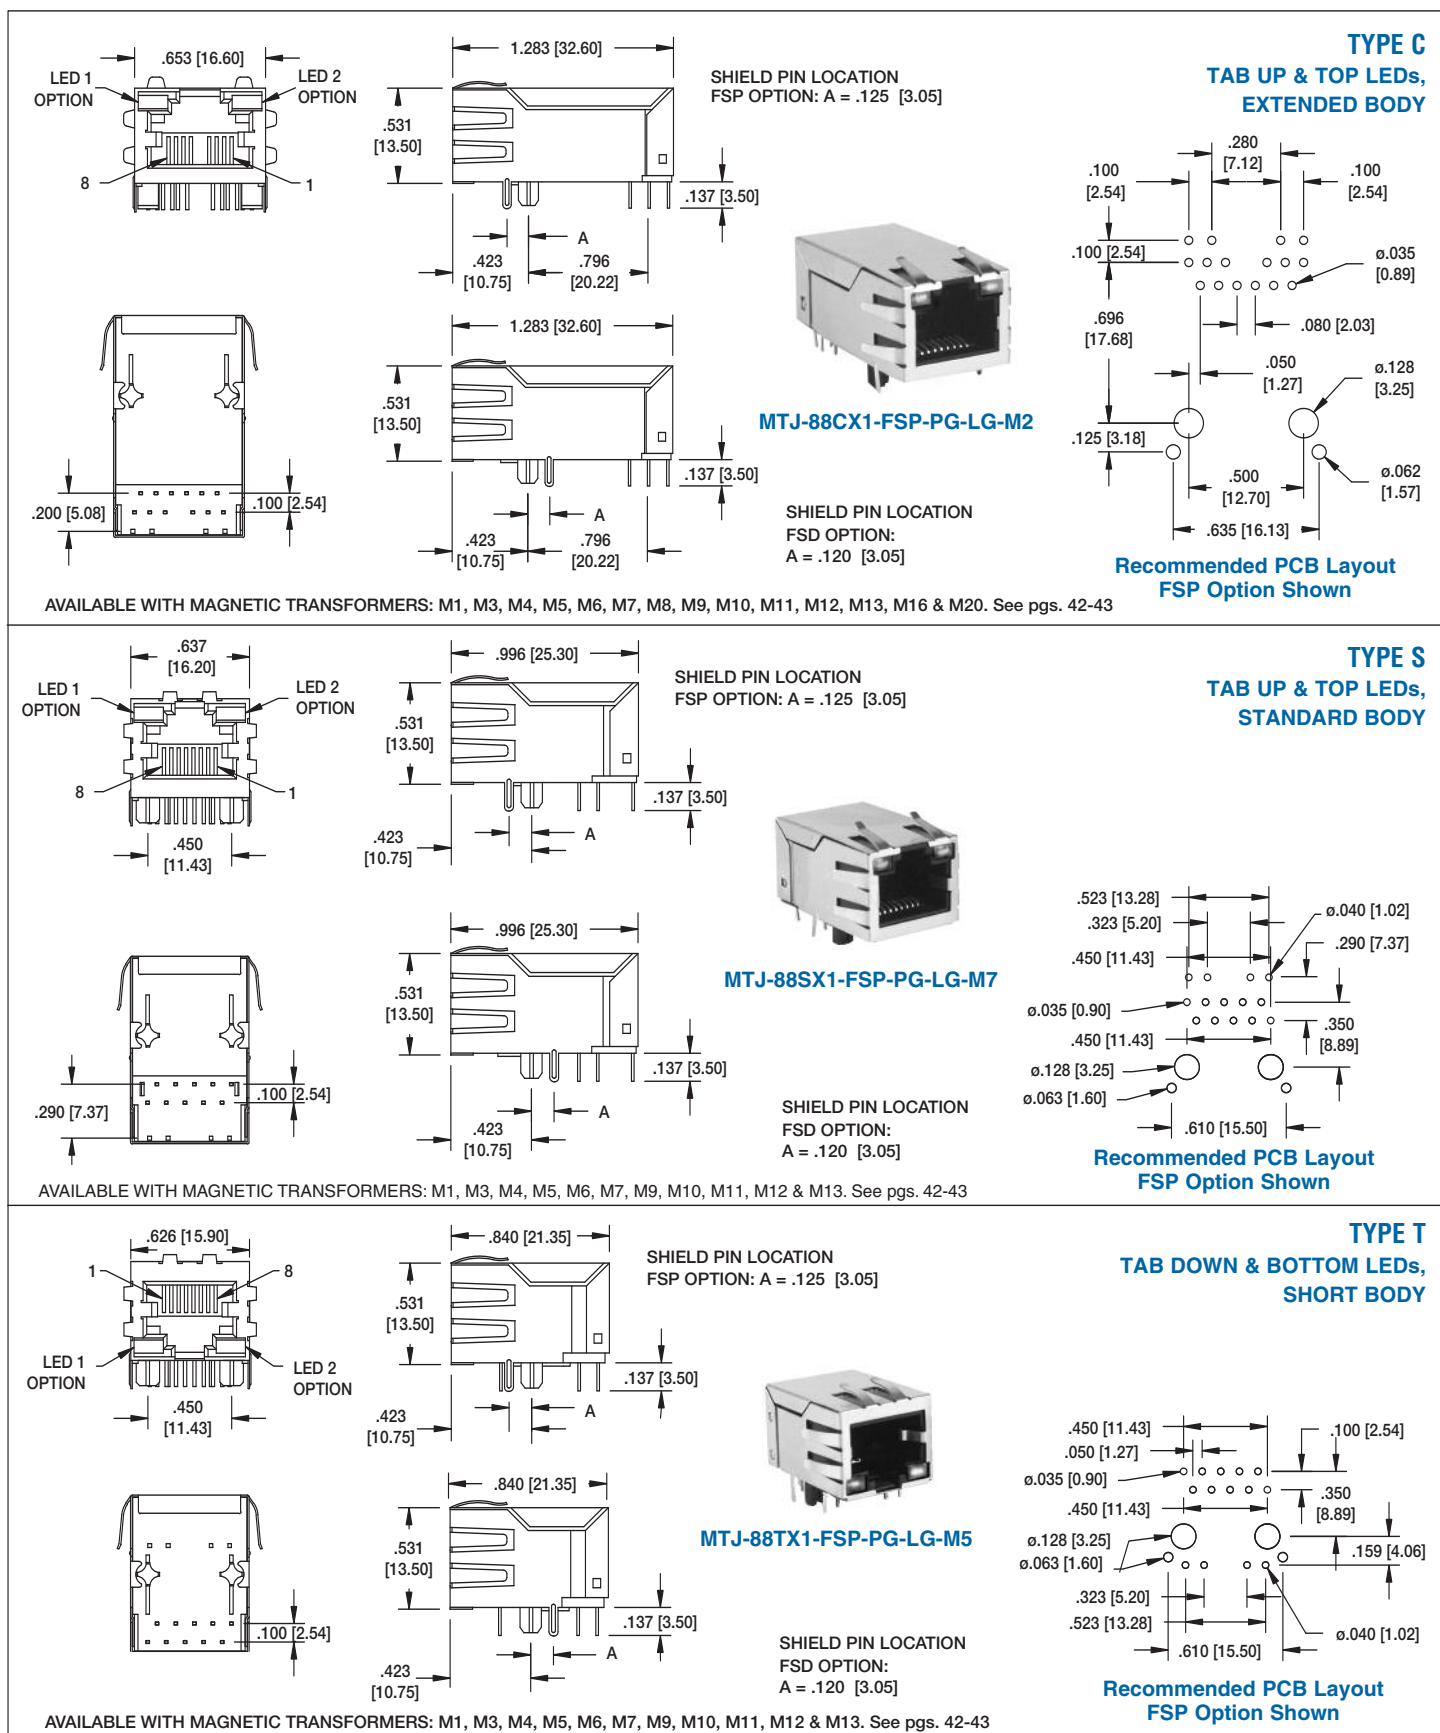 TYPE C
TAB UP & TOP LEDs,
EXTENDED BODY
.653 [16.60]
LED 1
OPTION
LED 2
OPTION
8
1
1.283 [32.60]
.531
[13.50]
.137 [3.50]
A
.423
[10.75]
.796
[20.22]
SHIELD PIN LOCATION
FSP OPTION: A = .125 [3.05]
.280
[7.12]
.100
[2.54]
.100
[2.54]
.100 [2.54]
ø.035
[0.89]
.696
[17.68]
.080 [2.03]
.050
[1.27]
ø.128
[3.25]
.125 [3.18]
.500
[12.70]
ø.062
[1.57]
.635 [16.13]
Recommended PCB Layout
FSP Option Shown
MTJ-88CX1-FSP-PG-LG-M2
1.283 [32.60]
.531
[13.50]
.137 [3.50]
A
.423
[10.75]
.796
[20.22]
.200 [5.08]
.100 [2.54]
SHIELD PIN LOCATION
FSD OPTION:
A = .120 [3.05]
AVAILABLE WITH MAGNETIC TRANSFORMERS: M1, M3, M4, M5, M6, M7, M8, M9, M10, M11, M12, M13, M16 & M20. See pgs. 42-43
TYPE S
TAB UP & TOP LEDs,
STANDARD BODY
.637
[16.20]
LED 1
OPTION
LED 2
OPTION
8
1
.450
[11.43]
.996 [25.30]
.531
[13.50]
.137 [3.50]
A
.423
[10.75]
SHIELD PIN LOCATION
FSP OPTION: A = .125 [3.05]
MTJ-88SX1-FSP-PG-LG-M7
.523 [13.28]
.323 [5.20]
ø.040 [1.02]
.450 [11.43]
.290 [7.37]
ø.035 [0.90]
.450 [11.43]
.350
[8.89]
ø.128 [3.25]
ø.063 [1.60]
.610 [15.50]
Recommended PCB Layout
FSP Option Shown
.996 [25.30]
.531
[13.50]
.137 [3.50]
A
.423
[10.75]
.290 [7.37]
.100 [2.54]
SHIELD PIN LOCATION
FSD OPTION:
A = .120 [3.05]
AVAILABLE WITH MAGNETIC TRANSFORMERS: M1, M3, M4, M5, M6, M7, M9, M10, M11, M12 & M13. See pgs. 42-43
TYPE T
TAB DOWN & BOTTOM LEDs,
SHORT BODY
.626 [15.90]
1
8
LED 1
OPTION
LED 2
OPTION
.450
[11.43]
.840 [21.35]
.531
[13.50]
.137 [3.50]
A
.423
[10.75]
SHIELD PIN LOCATION
FSP OPTION: A = .125 [3.05]
MTJ-88TX1-FSP-PG-LG-M5
.450 [11.43]
.100 [2.54]
.050 [1.27]
ø.035 [0.90]
.450 [11.43]
.350
[8.89]
ø.128 [3.25]
ø.063 [1.60]
.159 [4.06]
.323 [5.20]
.523 [13.28]
ø.040 [1.02]
.610 [15.50]
Recommended PCB Layout
FSP Option Shown
.840 [21.35]
.531
[13.50]
.137 [3.50]
A
.423
[10.75]
.100 [2.54]
SHIELD PIN LOCATION
FSD OPTION:
A = .120 [3.05]
AVAILABLE WITH MAGNETIC TRANSFORMERS: M1, M3, M4, M5, M6, M7, M9, M10, M11, M12 & M13. See pgs. 42-43